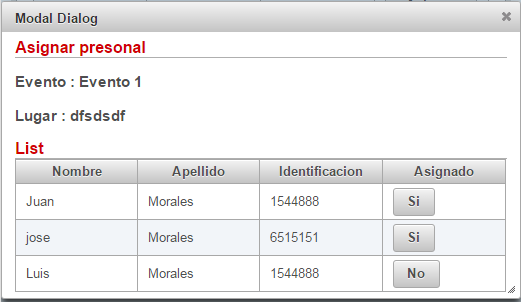 Modal Dialog
Asignar presonal
Evento : Evento 1
Lugar : dfsdsdf
List
Nombre Apellido Identificacion Asignado
Juan Morales 1544888 Si
jose Morales 6515151 Si
Luis Morales 1544888 No